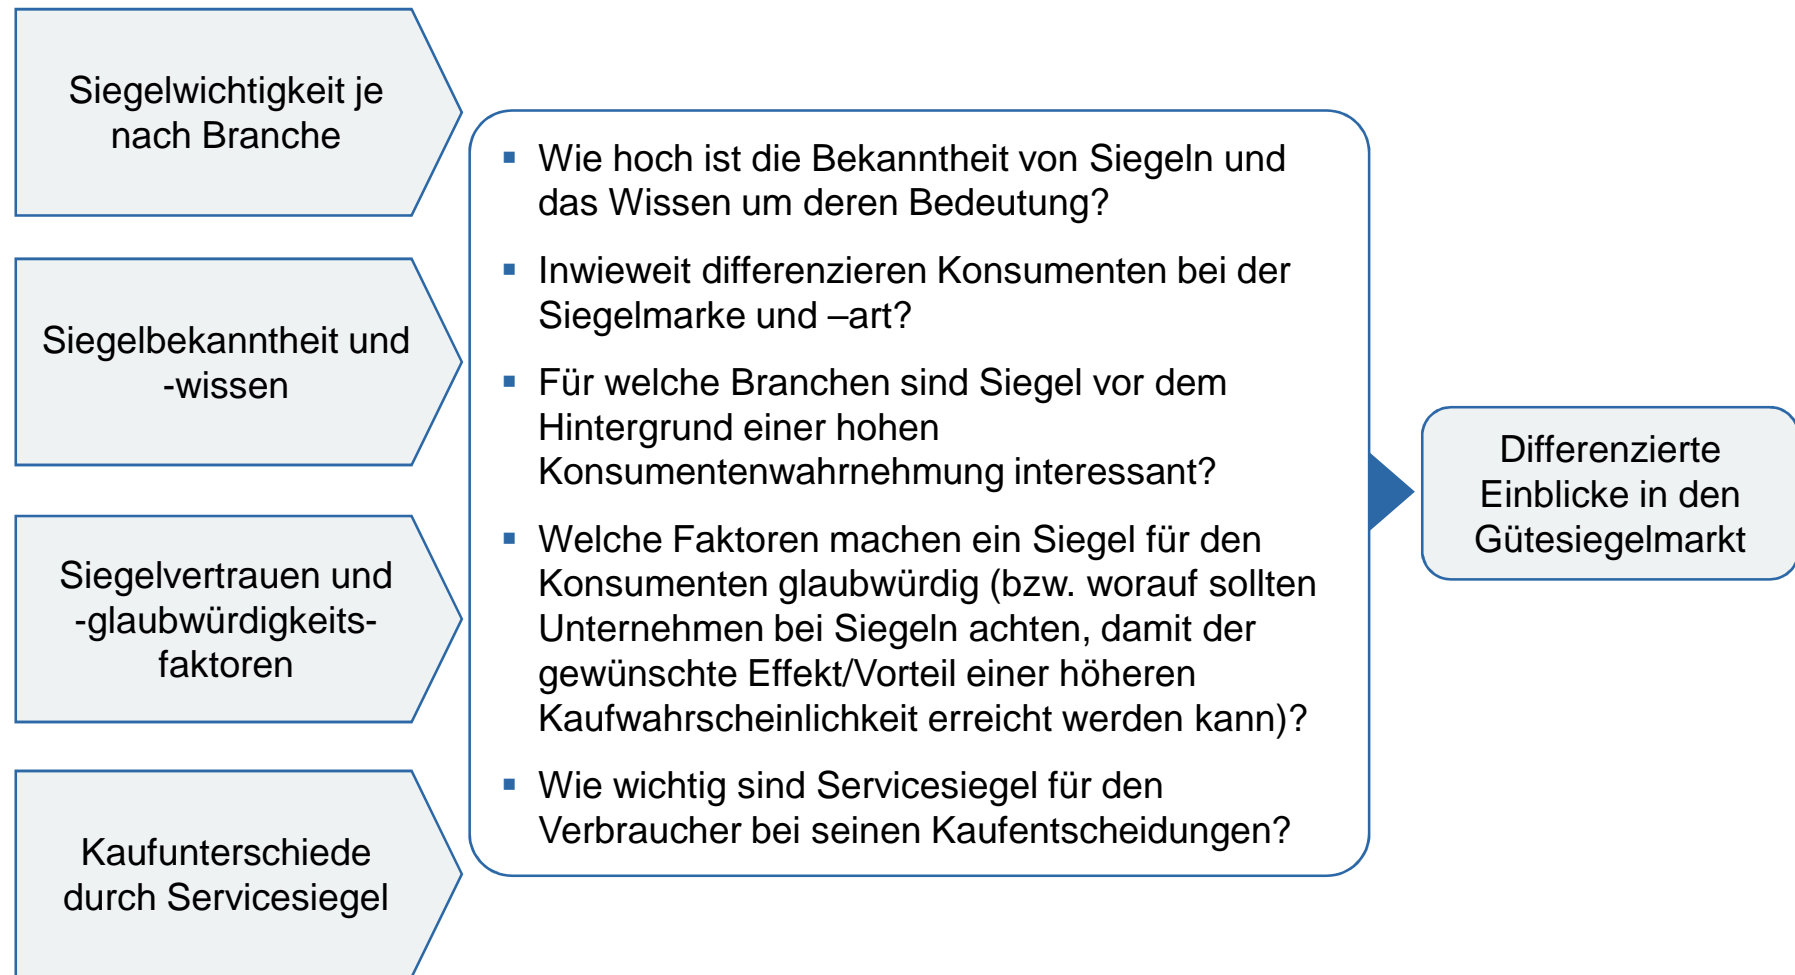 Siegelwichtigkeit je
nach Branche
Siegelbekanntheit und
-wissen
Siegelvertrauen und
-glaubwürdigkeits-
faktoren
Kaufunterschiede
durch Servicesiegel
▪ Wie hoch ist die Bekanntheit von Siegeln und
das Wissen um deren Bedeutung?
▪ Inwieweit differenzieren Konsumenten bei der
Siegelmarke und –art?
▪ Für welche Branchen sind Siegel vor dem
Hintergrund einer hohen
Konsumentenwahrnehmung interessant?
▪ Welche Faktoren machen ein Siegel für den
Konsumenten glaubwürdig (bzw. worauf sollten
Unternehmen bei Siegeln achten, damit der
gewünschte Effekt/Vorteil einer höheren
Kaufwahrscheinlichkeit erreicht werden kann)?
▪ Wie wichtig sind Servicesiegel für den
Verbraucher bei seinen Kaufentscheidungen?
Differenzierte
Einblicke in den
Gütesiegelmarkt